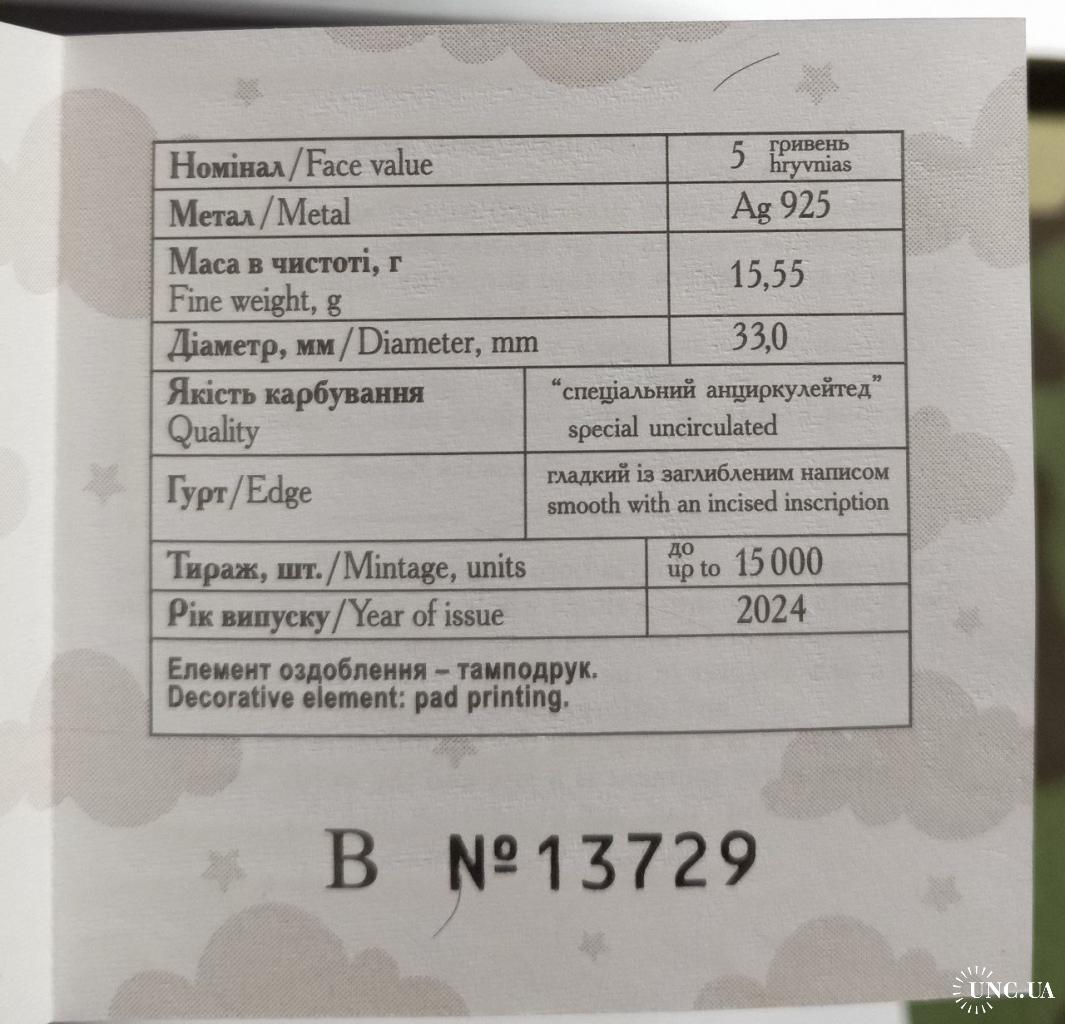 Номінал/Face value
5 гривень
hryvnias
Метал/Metal
Ag 925
Маса в чистоті, г
Fine weight, g
15,55
Діаметр, мм/Diameter, mm
33,0
Якість карбування
Quality
“спеціальний анциркулейтед”
special uncirculated
Гурт/Edge
гладкий із заглибленим написом
smooth with an incised inscription
Тираж, шт./Mintage, units
до
up to 15 000
Рік випуску/Year of issue
2024
Елемент оздоблення – тамподрук.
Decorative element: pad printing.
В №13729
UNC.UA